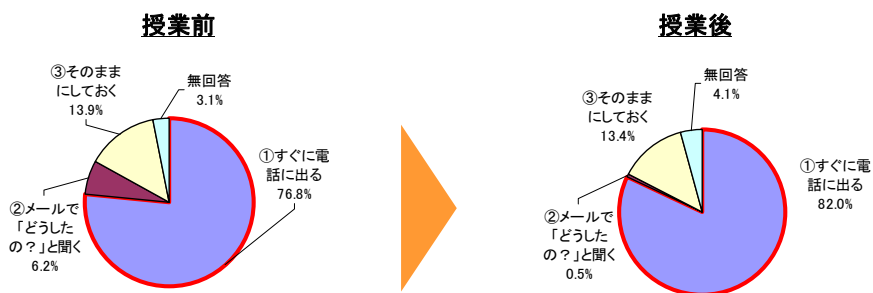 授業前
③そのまま
にしておく
13.9%
無回答
3.1%
①すぐに電
話に出る
76.8%
②メールで
「どうした
の？」と聞く
6.2%
授業後
③そのまま
にしておく
13.4%
無回答
4.1%
①すぐに電
話に出る
82.0%
②メールで
「どうした
の？」と聞く
0.5%